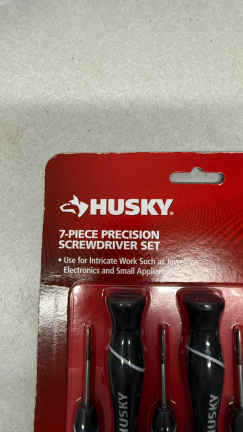 HUSKY®
7-PIECE PRECISION
SCREWDRIVER SET
• Use for Intricate Work Such as
Electronics and Small
HUSKY
HUSKY